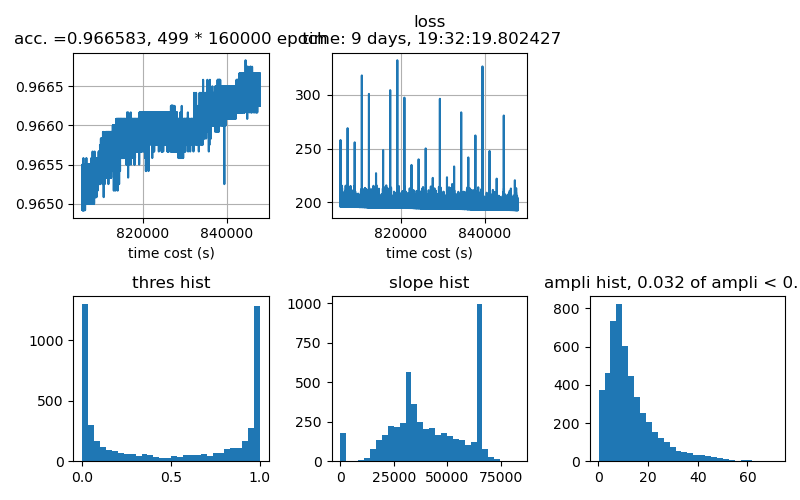 loss
acc. =0.966583, 499 * 160000 epoch
time: 9 days, 19:32:19.802427
0.9665
0.9660
0.9655
0.9650
820000 840000
time cost (s)
300
250
200
820000 840000
time cost (s)
thres hist
1000
500
0
0.0 0.5 1.0
slope hist
1000
750
500
250
0
0 25000 50000 75000
ampli hist, 0.032 of ampli < 0.
800
600
400
200
0
0 20 40 60